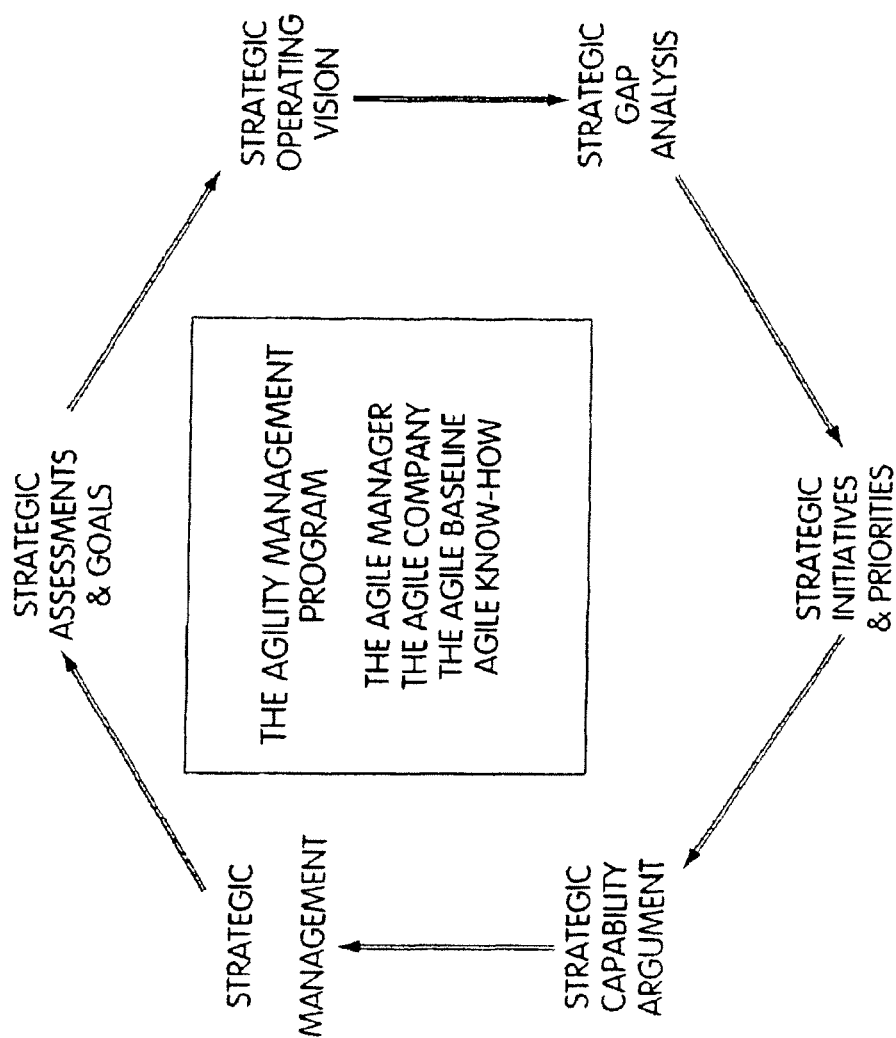 STRATEGIC
ASSESSMENTS
& GOALS
STRATEGIC
OPERATING
VISION
STRATEGIC
GAP
ANALYSIS
STRATEGIC
INITIATIVES
& PRIORITIES
STRATEGIC
CAPABILITY
ARGUMENT
STRATEGIC
MANAGEMENT
THE AGILITY MANAGEMENT
PROGRAM
THE AGILE MANAGER
THE AGILE COMPANY
THE AGILE BASELINE
AGILE KNOW-HOW